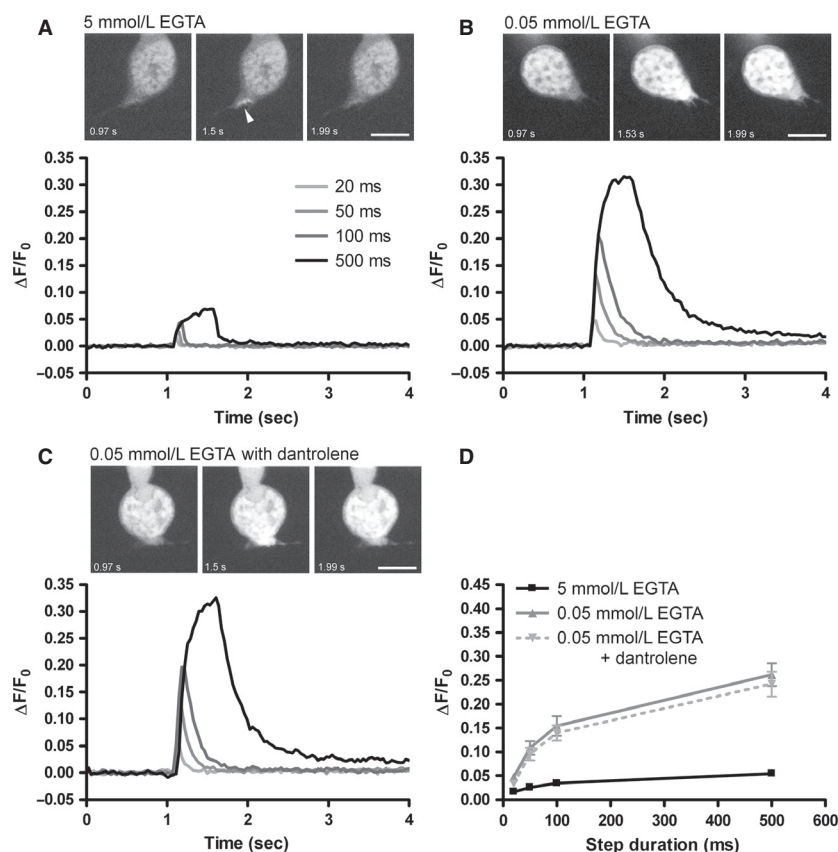 A
5 mmol/L EGTA
0.97 s
1.5 s
1.99 s
0.35
0.30
0.25
0.20
0.15
0.10
0.05
0.00
–0.05
ΔF/F0
20 ms
50 ms
100 ms
500 ms
0 1 2 3 4
Time (sec)
B
0.05 mmol/L EGTA
0.97 s
1.53 s
1.99 s
0.35
0.30
0.25
0.20
0.15
0.10
0.05
0.00
–0.05
ΔF/F0
0 1 2 3 4
Time (sec)
C
0.05 mmol/L EGTA with dantrolene
0.97 s
1.5 s
1.99 s
0.35
0.30
0.25
0.20
0.15
0.10
0.05
0.00
–0.05
ΔF/F0
0 1 2 3 4
Time (sec)
D
0.45
0.40
0.35
0.30
0.25
0.20
0.15
0.10
0.05
0.00
ΔF/F0
5 mmol/L EGTA
0.05 mmol/L EGTA
0.05 mmol/L EGTA
+ dantrolene
0 100 200 300 400 500 600
Step duration (ms)